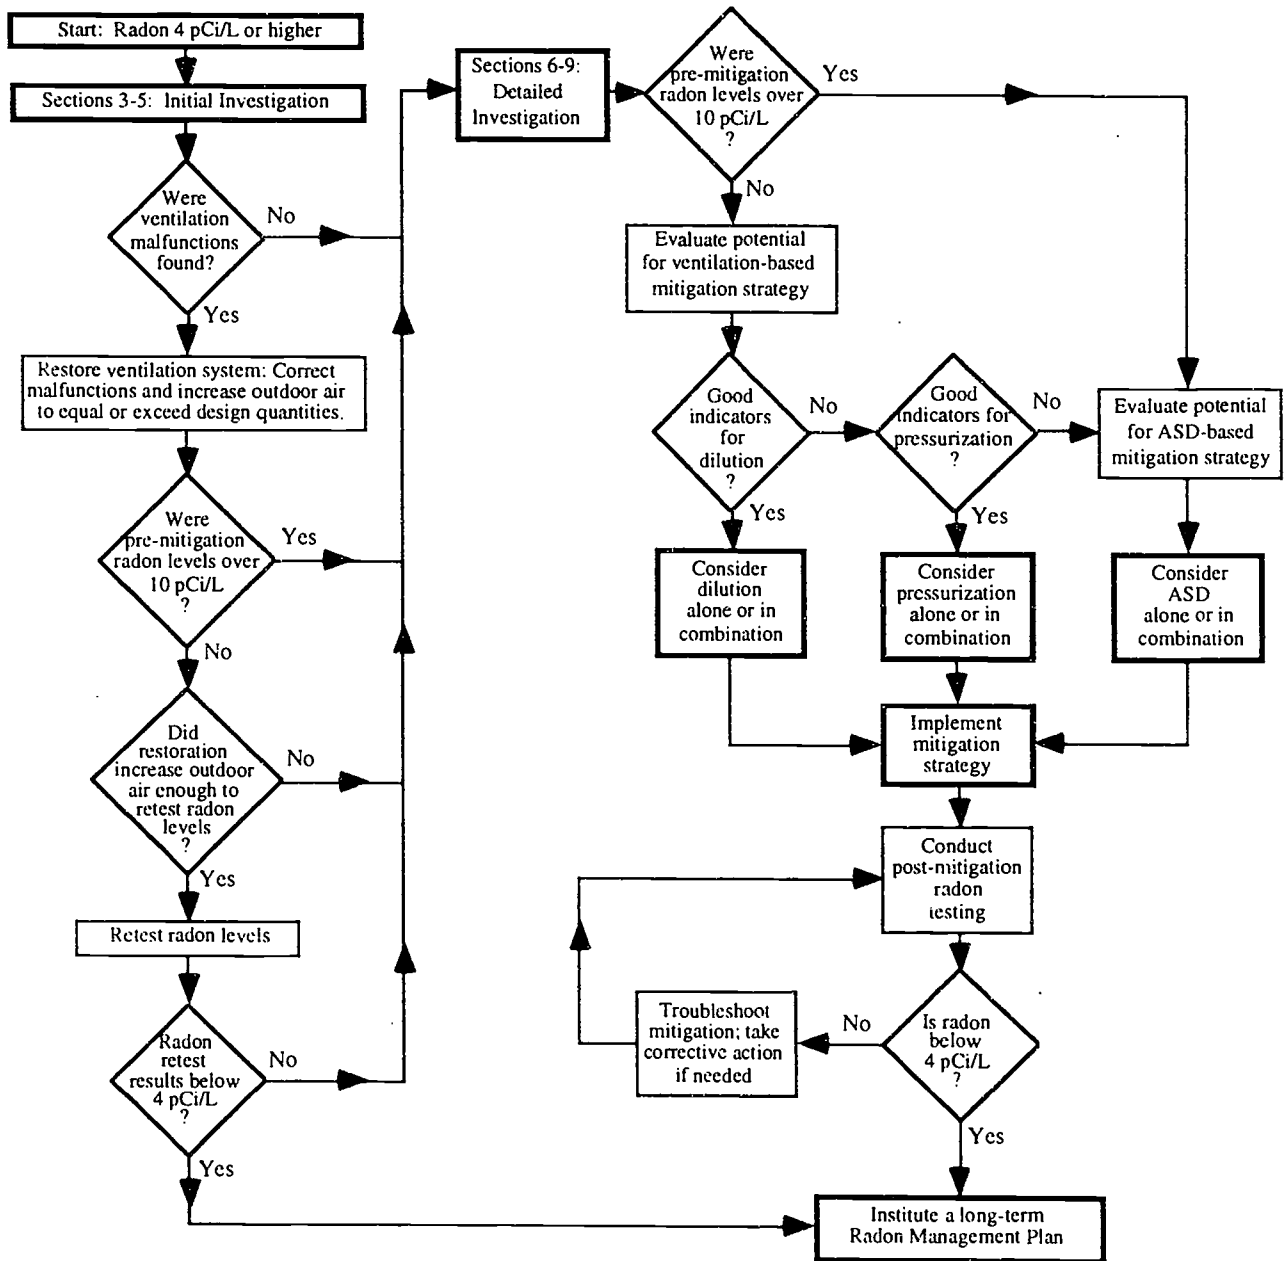 Start: Radon 4 pCi/L or higher
Sections 3-5: Initial Investigation
Were
ventilation
malfunctions
found?
No
Yes
Restore ventilation system: Correct
malfunctions and increase outdoor air
to equal or exceed design quantities.
Were
pre-mitigation
radon levels over
10 pCi/L
?
Yes
No
Did
restoration
increase outdoor
air enough to
retest radon
levels
?
No
Yes
Retest radon levels
Radon
retest
results below
4 pCi/L
?
No
Yes
Sections 6-9:
Detailed
Investigation
Were
pre-mitigation
radon levels over
10 pCi/L
?
Yes
No
Evaluate potential
for ventilation-based
mitigation strategy
Good
indicators
for
dilution
?
No
Yes
Good
indicators for
pressurization
?
No
Yes
Evaluate potential
for ASD-based
mitigation strategy
Consider
dilution
alone or in
combination
Consider
pressurization
alone or in
combination
Consider
ASD
alone or in
combination
Implement
mitigation
strategy
Conduct
post-mitigation
radon
testing
Troubleshoot
mitigation; take
corrective action
if needed
No
Is radon
below
4 pCi/L
?
Yes
Institute a long-term
Radon Management Plan